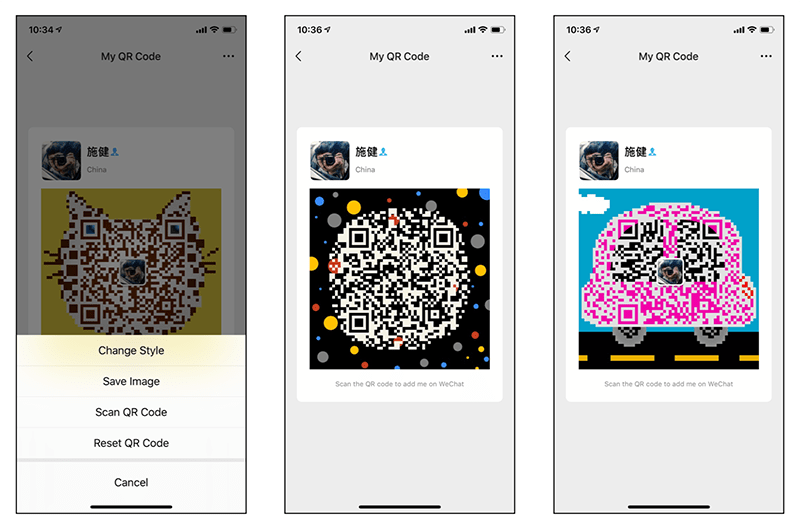 10:34
My QR Code
施健
China
Change Style
Save Image
Scan QR Code
Reset QR Code
Cancel
10:36
My QR Code
施健
China
Scan the QR code to add me on WeChat
10:36
My QR Code
施健
China
Scan the QR code to add me on WeChat